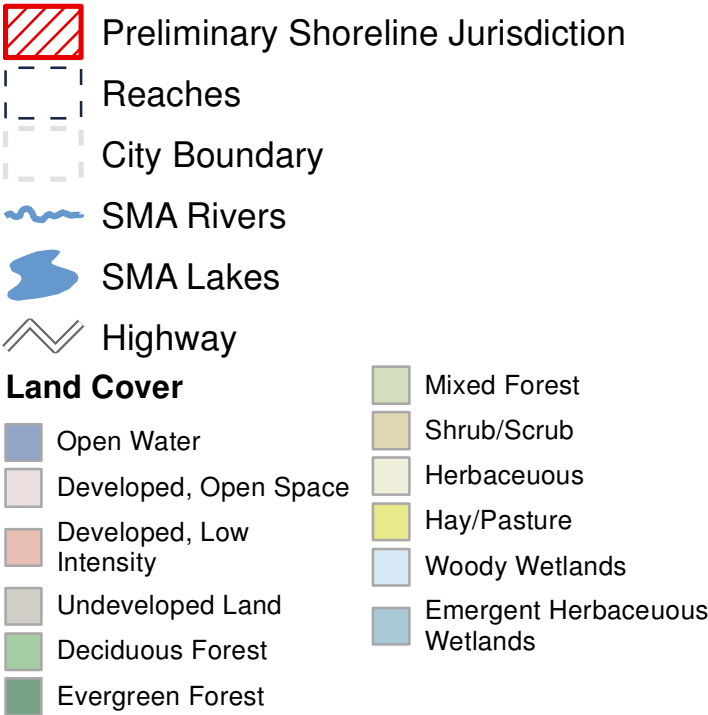 Preliminary Shoreline Jurisdiction
Reaches
City Boundary
SMA Rivers
SMA Lakes
Highway
Land Cover
Open Water
Developed, Open Space
Developed, Low
Intensity
Undeveloped Land
Deciduous Forest
Evergreen Forest
Mixed Forest
Shrub/Scrub
Herbaceuous
Hay/Pasture
Woody Wetlands
Emergent Herbaceuous
Wetlands